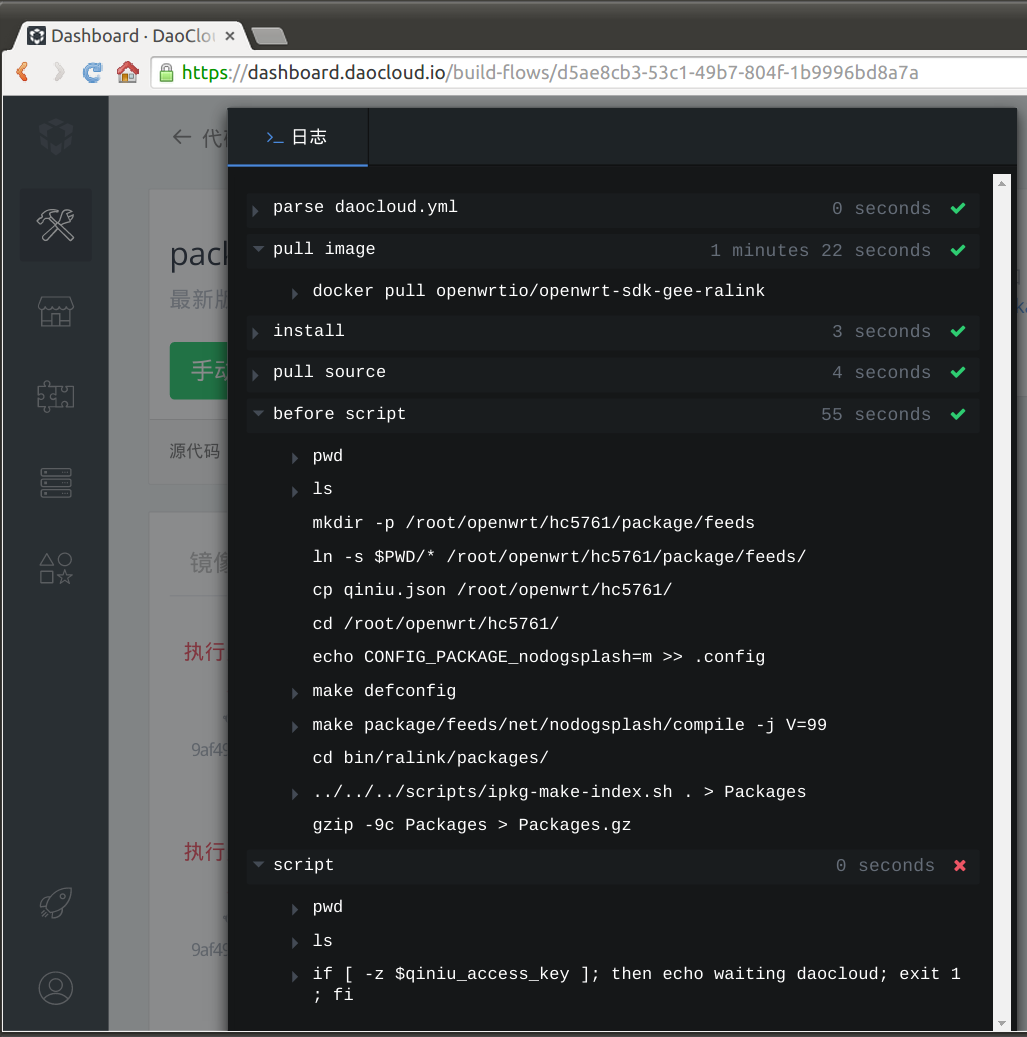 Dashboard · DaoClo
https://dashboard.daocloud.io/build-flows/d5ae8cb3-53c1-49b7-804f-1b9996bd8a7a
← 代
>_ 日志
parse daocloud.yml 0 seconds
pack
pull image 1 minutes 22 seconds
最新版
docker pull openwrtio/openwrt-sdk-gee-ralink
install 3 seconds
手动
pull source 4 seconds
before script 55 seconds
源代码
pwd
ls
mkdir -p /root/openwrt/hc5761/package/feeds
ln -s $PWD/* /root/openwrt/hc5761/package/feeds/
镜像
cp qiniu.json /root/openwrt/hc5761/
cd /root/openwrt/hc5761/
echo CONFIG_PACKAGE_nodogsplash=m >> .config
执行
make defconfig
make package/feeds/net/nodogsplash/compile -j V=99
9af49
cd bin/ralink/packages/
../../../scripts/ipkg-make-index.sh . > Packages
gzip -9c Packages > Packages.gz
执行
script 0 seconds
pwd
ls
9af49
if [ -z $qiniu_access_key ]; then echo waiting daocloud; exit 1
; fi